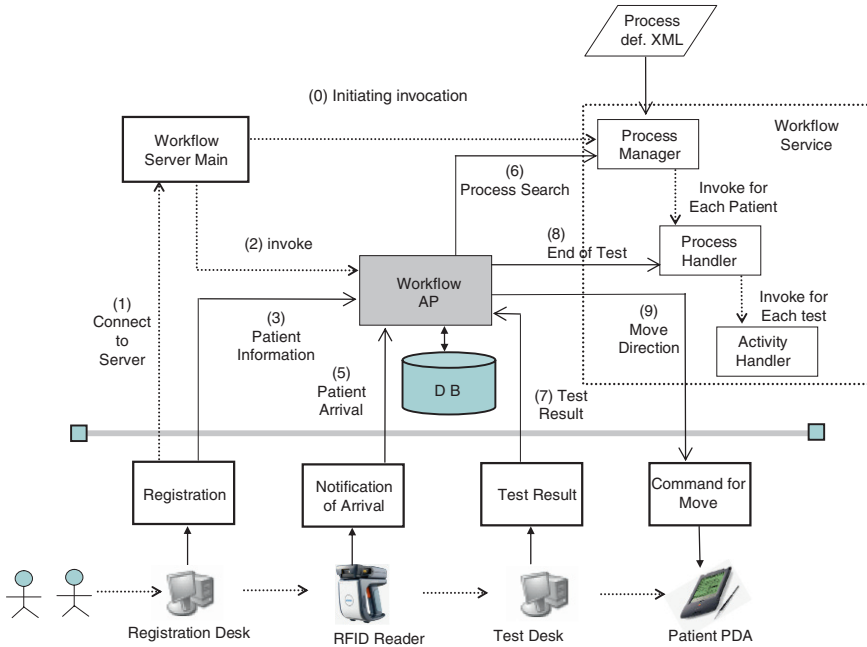 Process
def. XML
(0) Initiating invocation
Workflow
Server Main
Process
Manager
Workflow
Service
(6)
Process Search
Invoke for
Each Patient
(2) invoke
(8)
End of Test
Process
Handler
Workflow
AP
(1)
Connect
to
Server
(3)
Patient
Information
(9)
Move
Direction
Invoke for
Each test
Activity
Handler
(5)
Patient
Arrival
D B
(7) Test
Result
Registration
Notification
of Arrival
Test Result
Command for
Move
Registration Desk
RFID Reader
Test Desk
Patient PDA